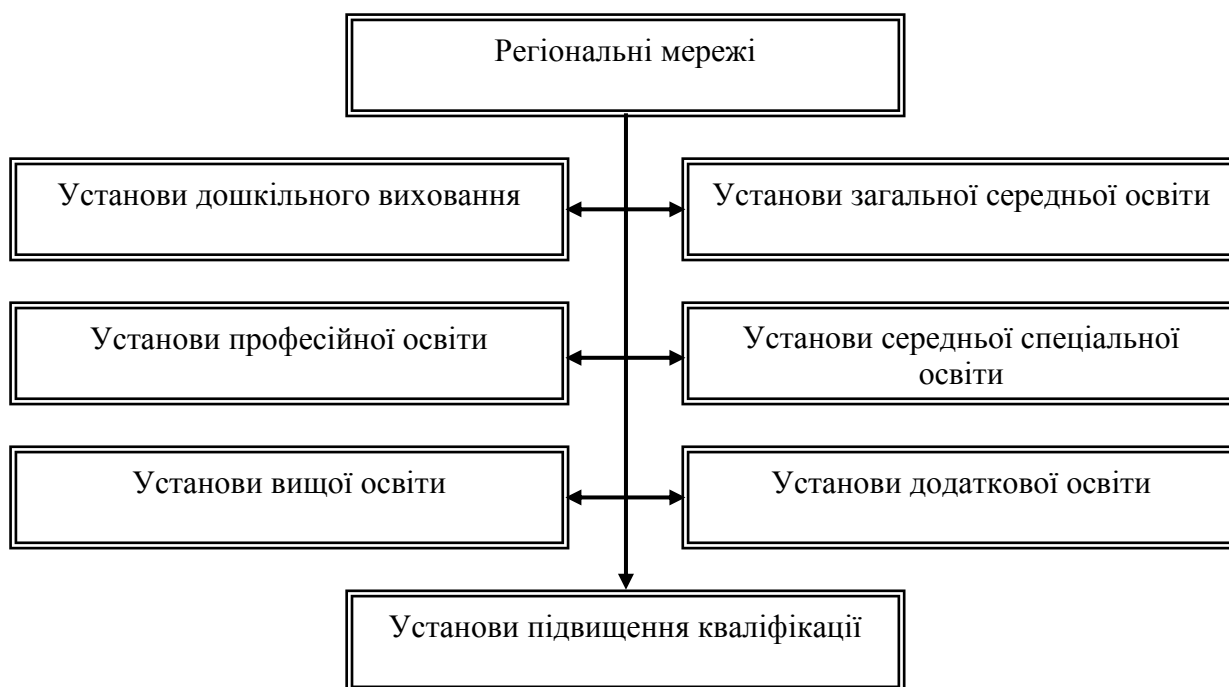 Регіональні мережі
Установи дошкільного виховання
Установи загальної середньої освіти
Установи професійної освіти
Установи середньої спеціальної
освіти
Установи вищої освіти
Установи додаткової освіти
Установи підвищення кваліфікації